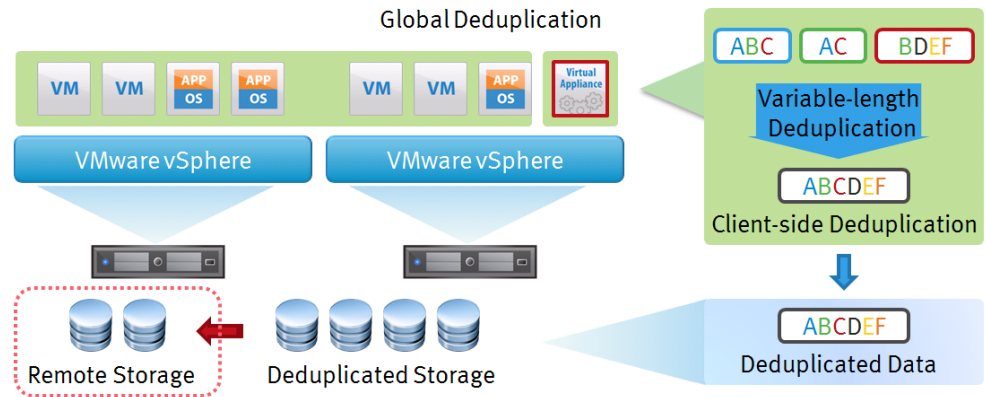 Global Deduplication
ABC AC BDEF
VM VM APP OS APP OS VM VM APP OS Virtual Appliance
Variable-length
Deduplication
VMware vSphere VMware vSphere
ABCDEF
Client-side Deduplication
ABCDEF
Remote Storage Deduplicated Storage Deduplicated Data